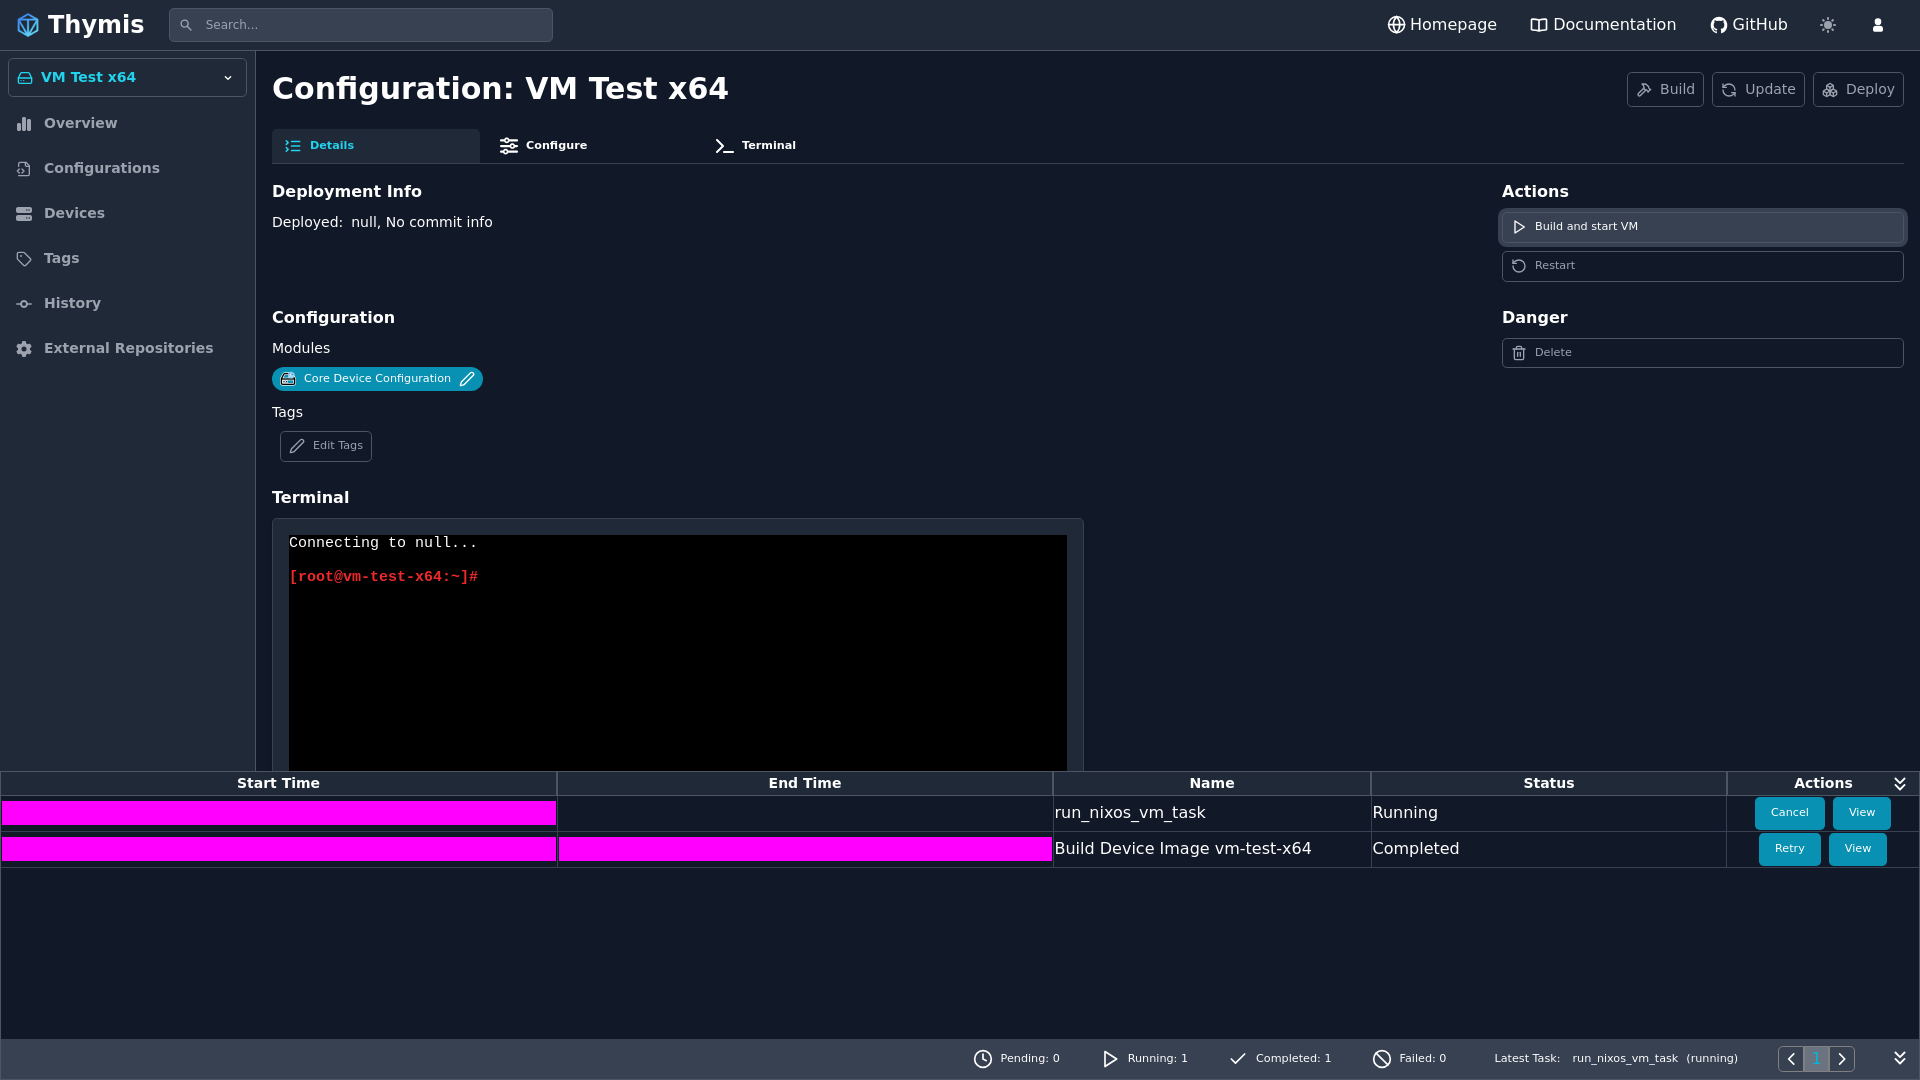 Thymis
Search...
Homepage
Documentation
GitHub
VM Test x64
Overview
Configurations
Devices
Tags
History
External Repositories
Configuration: VM Test x64
Build
Update
Deploy
Details
Configure
Terminal
Deployment Info
Deployed: null, No commit info
Actions
Build and start VM
Restart
Configuration
Modules
Core Device Configuration
Tags
Edit Tags
Danger
Delete
Terminal
Connecting to null...
[root@vm-test-x64:~]#
Start Time End Time Name Status Actions
run_nixos_vm_task Running Cancel View
Build Device Image vm-test-x64 Completed Retry View
Pending: 0 Running: 1 Completed: 1 Failed: 0 Latest Task: run_nixos_vm_task (running) 1